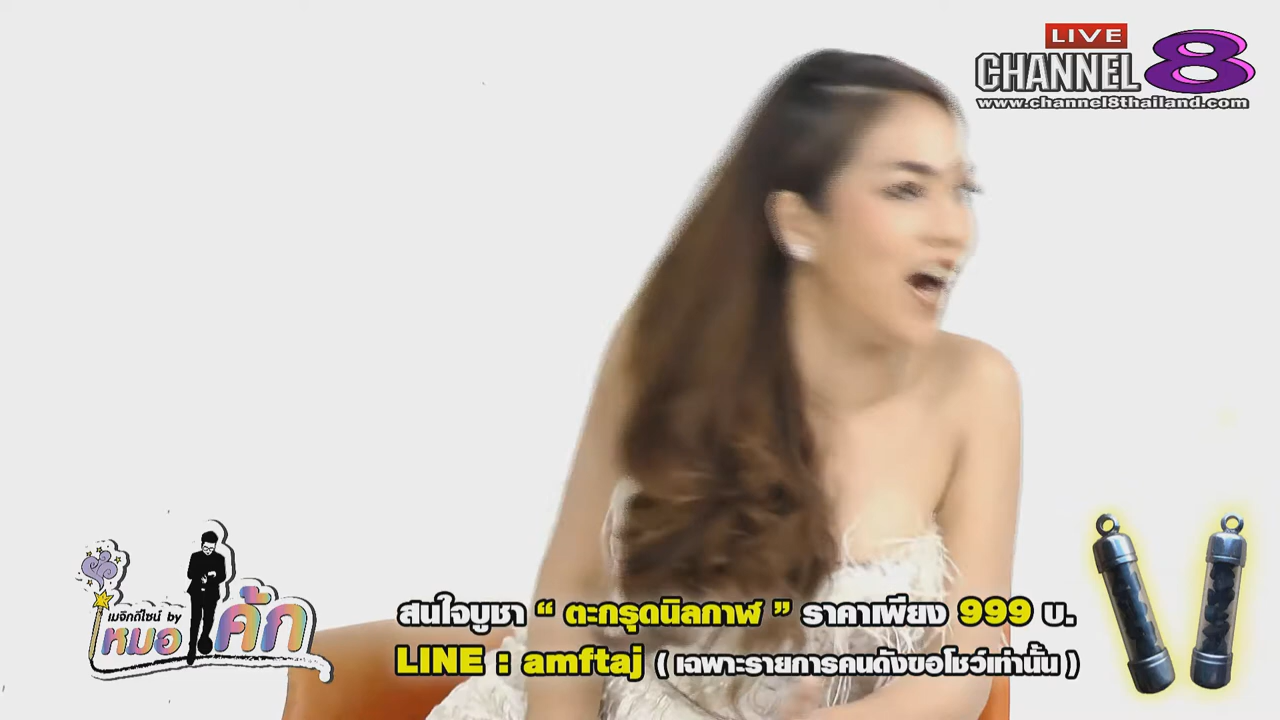 LIVE
CHANNEL 8
www.channel8thailand.com
เมจิกดีไซน์ by
หมอ ค้ก
สนใจบูชา “ ตะกรุดนิลกาฬ ” ราคาเพียง 999 บ.
LINE : amftaj ( เฉพาะรายการคนดังขอโชว์เท่านั้น )